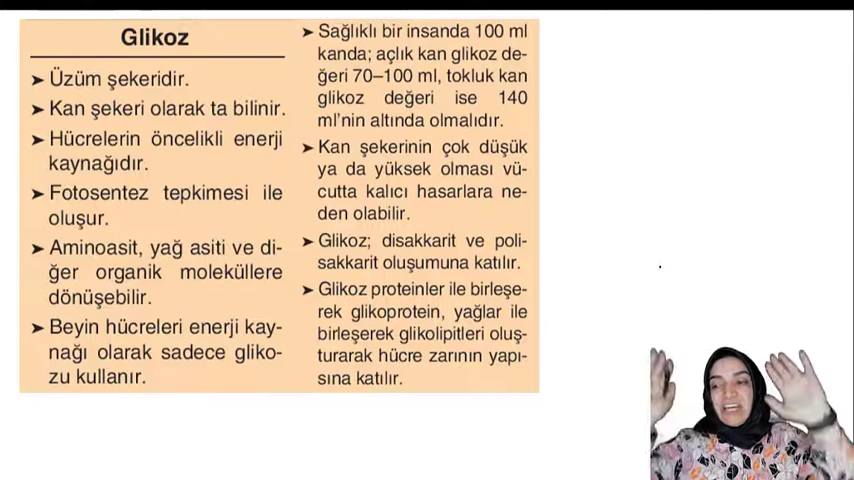 Glikoz
➤ Üzüm şekeridir.
➤ Kan şekeri olarak ta bilinir.
➤ Hücrelerin öncelikli enerji
kaynağıdır.
➤ Fotosentez tepkimesi ile
oluşur.
➤ Aminoasit, yağ asiti ve di-
ğer organik moleküllere
dönüşebilir.
➤ Beyin hücreleri enerji kay-
nağı olarak sadece gliko-
zu kullanır.
➤ Sağlıklı bir insanda 100 ml
kanda; açlık kan glikoz de-
ğeri 70–100 ml, tokluk kan
glikoz değeri ise 140
ml'nin altında olmalıdır.
➤ Kan şekerinin çok düşük
ya da yüksek olması vü-
cutta kalıcı hasarlara ne-
den olabilir.
➤ Glikoz; disakkarit ve poli-
sakkarit oluşumuna katılır.
➤ Glikoz proteinler ile birleşe-
rek glikoprotein, yağlar ile
birleşerek glikolipitleri oluş-
turarak hücre zarının yapı-
sına katılır.